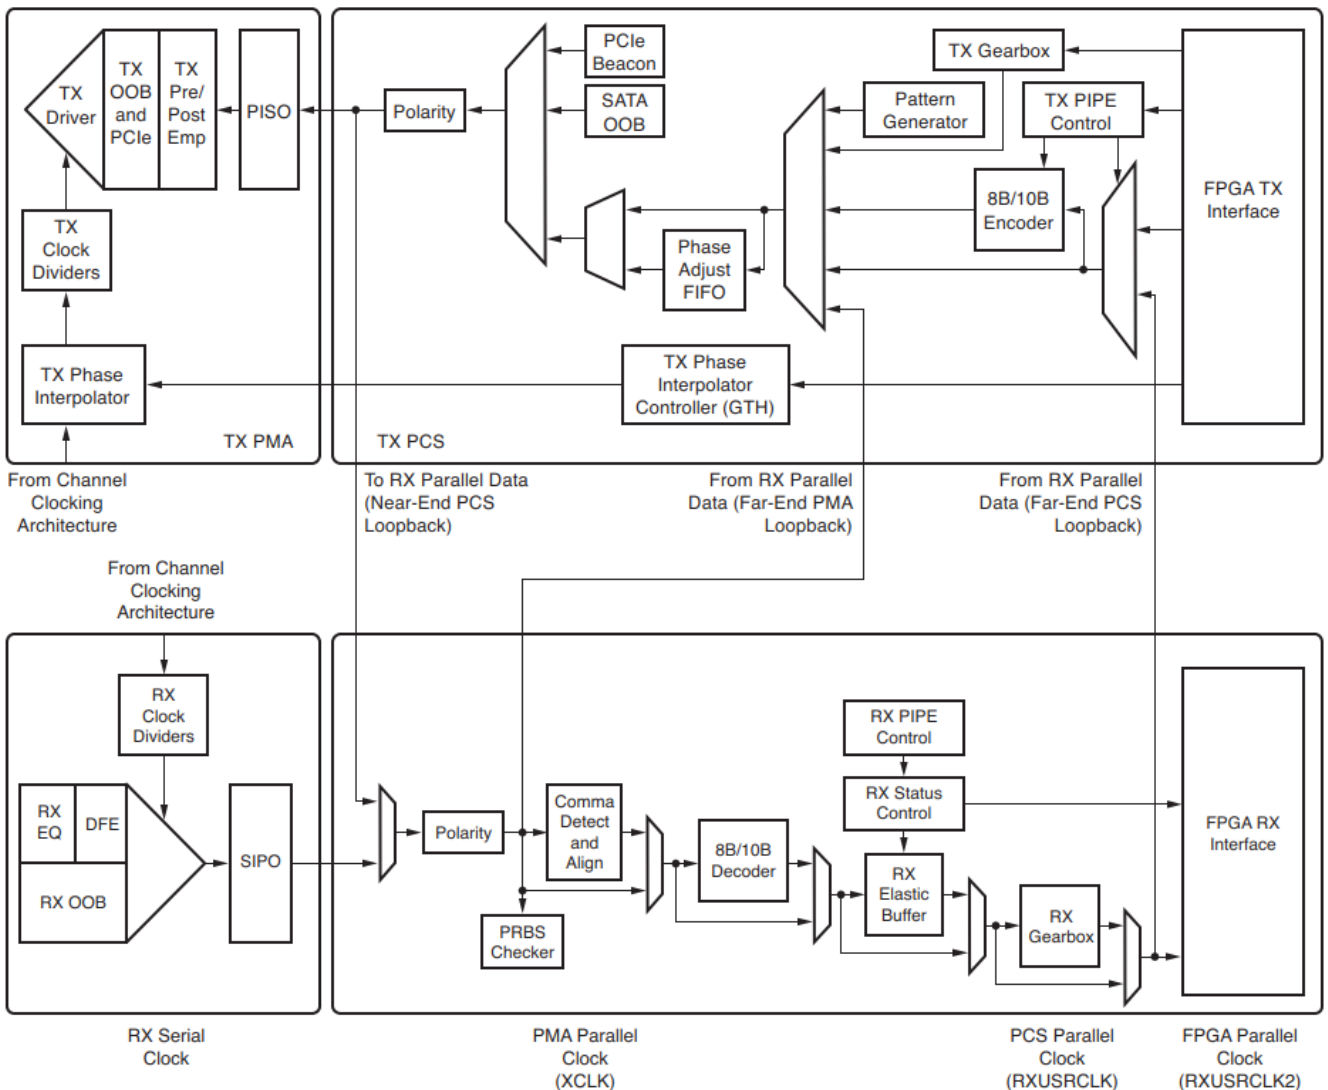 TX
Driver
TX
OOB
and
PCIe
TX
Pre/
Post
Emp
PISO
TX
Clock
Dividers
TX Phase
Interpolator
TX PMA
Polarity
PCIe
Beacon
SATA
OOB
Phase
Adjust
FIFO
TX Phase
Interpolator
Controller (GTH)
Pattern
Generator
TX Gearbox
TX PIPE
Control
8B/10B
Encoder
FPGA TX
Interface
TX PCS
From Channel
Clocking
Architecture
To RX Parallel Data
(Near-End PCS
Loopback)
From RX Parallel
Data (Far-End PMA
Loopback)
From RX Parallel
Data (Far-End PCS
Loopback)
From Channel
Clocking
Architecture
RX
Clock
Dividers
RX
EQ
DFE
RX OOB
SIPO
Polarity
Comma
Detect
and
Align
PRBS
Checker
8B/10B
Decoder
RX PIPE
Control
RX Status
Control
RX
Elastic
Buffer
RX
Gearbox
FPGA RX
Interface
RX Serial
Clock
PMA Parallel
Clock
(XCLK)
PCS Parallel
Clock
(RXUSRCLK)
FPGA Parallel
Clock
(RXUSRCLK2)